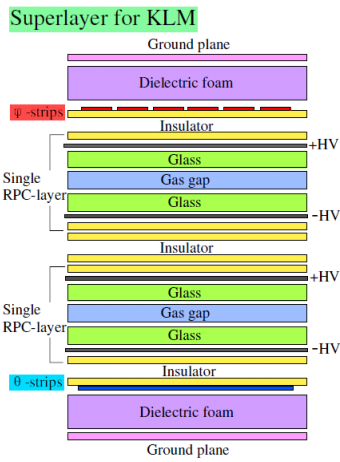 Superlayer for KLM
Ground plane
Dielectric foam
φ -strips
Insulator
+HV
Glass
Single
RPC-layer
Gas gap
Glass
-HV
Insulator
+HV
Glass
Single
RPC-layer
Gas gap
Glass
-HV
Insulator
θ -strips
Dielectric foam
Ground plane